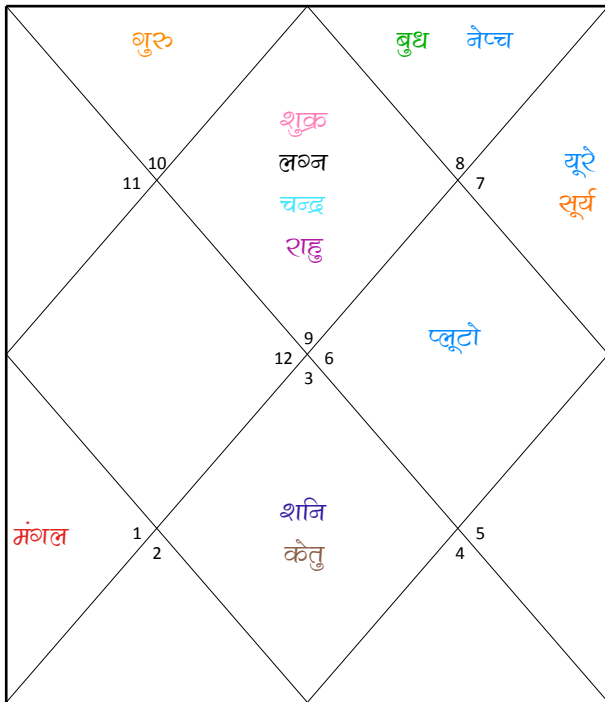 गुरु
बुध नेप्च
शुक्र
लग्न
चन्द्र
राहु
10
11
8
7
यूरे
सूर्य
9
12 6
3
प्लूटो
मंगल
1
2
शनि
केतु
5
4